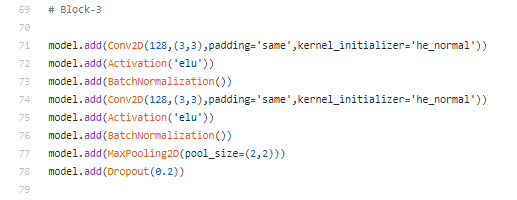 69 # Block-3
70
71 model.add(Conv2D(128,(3,3),padding='same',kernel_initializer='he_normal'))
72 model.add(Activation('elu'))
73 model.add(BatchNormalization())
74 model.add(Conv2D(128,(3,3),padding='same',kernel_initializer='he_normal'))
75 model.add(Activation('elu'))
76 model.add(BatchNormalization())
77 model.add(MaxPooling2D(pool_size=(2,2)))
78 model.add(Dropout(0.2))
79